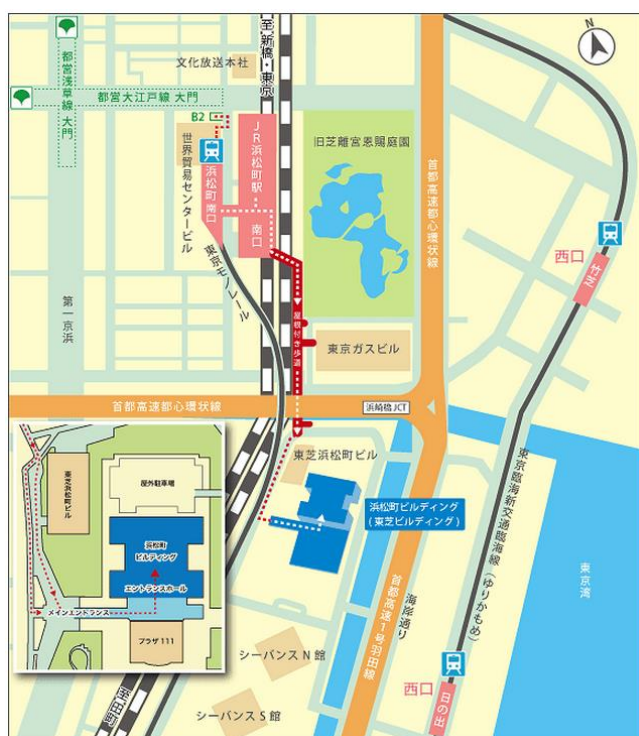 N
至新橋・東京
文化放送本社
都営浅草線 大門
都営大江戸線 大門
B2
JR浜松町駅
南口
世界貿易センタービル
浜松町 南口
旧芝離宮恩賜庭園
首都高速都心環状線
西口
竹芝
東京モノレール
第一京浜
屋根付き歩道
東京ガスビル
首都高速都心環状線
浜崎橋JCT
東芝浜松町ビル
浜松町ビルディング
(東芝ビルディング)
東京臨海新交通臨海線(ゆりかもめ)
東京湾
海岸通り
首都高速1号羽田線
シーバンスN館
シーバンスS館
西口
日の出
至田町
東芝浜松町ビル
屋外駐車場
浜松町
ビルディング
エントランスホール
メインエントランス
プラザ111